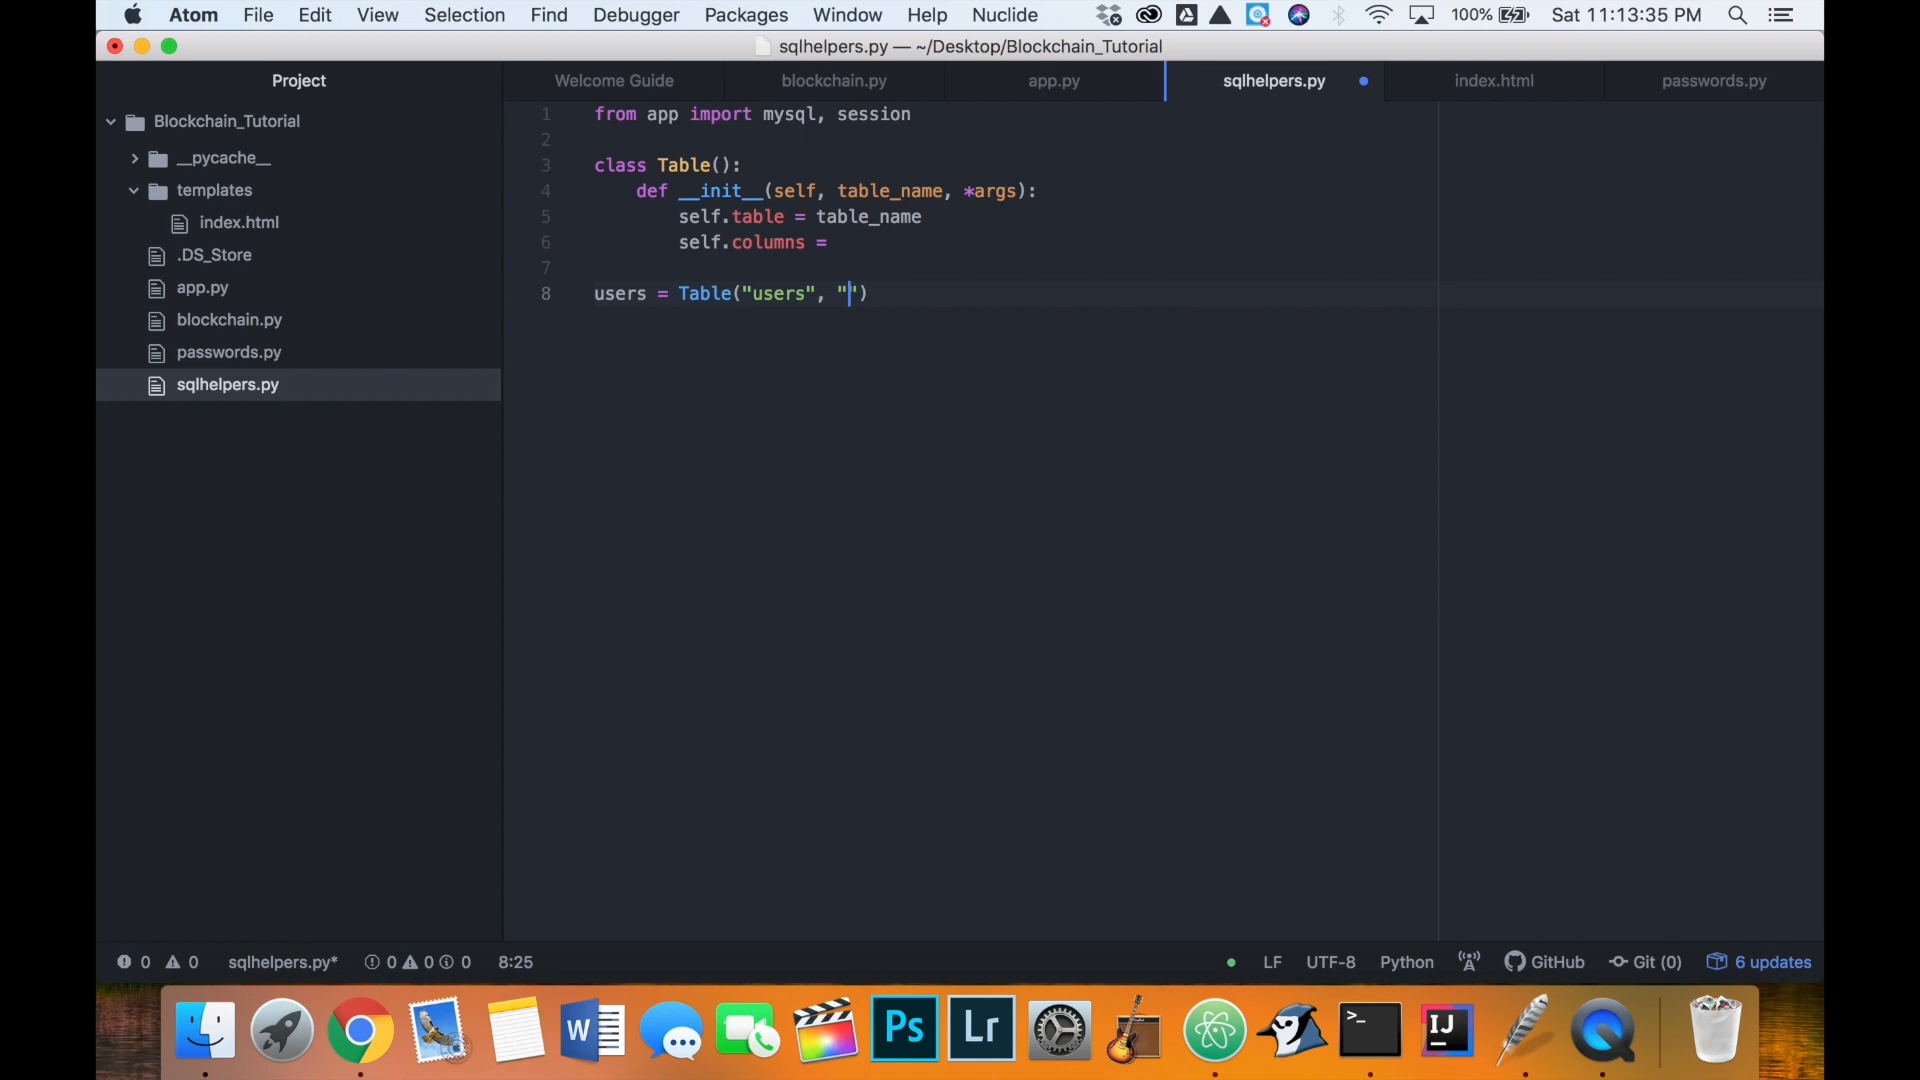 Atom File Edit View Selection Find Debugger Packages Window Help Nuclide 100% Sat 11:13:35 PM
sqlhelpers.py — ~/Desktop/Blockchain_Tutorial
Project
Welcome Guide blockchain.py app.py sqlhelpers.py index.html passwords.py
Blockchain_Tutorial
__pycache__
templates
index.html
.DS_Store
app.py
blockchain.py
passwords.py
sqlhelpers.py
1 from app import mysql, session
2
3 class Table():
4 def __init__(self, table_name, *args):
5 self.table = table_name
6 self.columns =
7
8 users = Table("users", "")
0 0 sqlhelpers.py* 0 0 0 8:25 LF UTF-8 Python GitHub Git (0) 6 updates
W Ps Lr >_ IJ